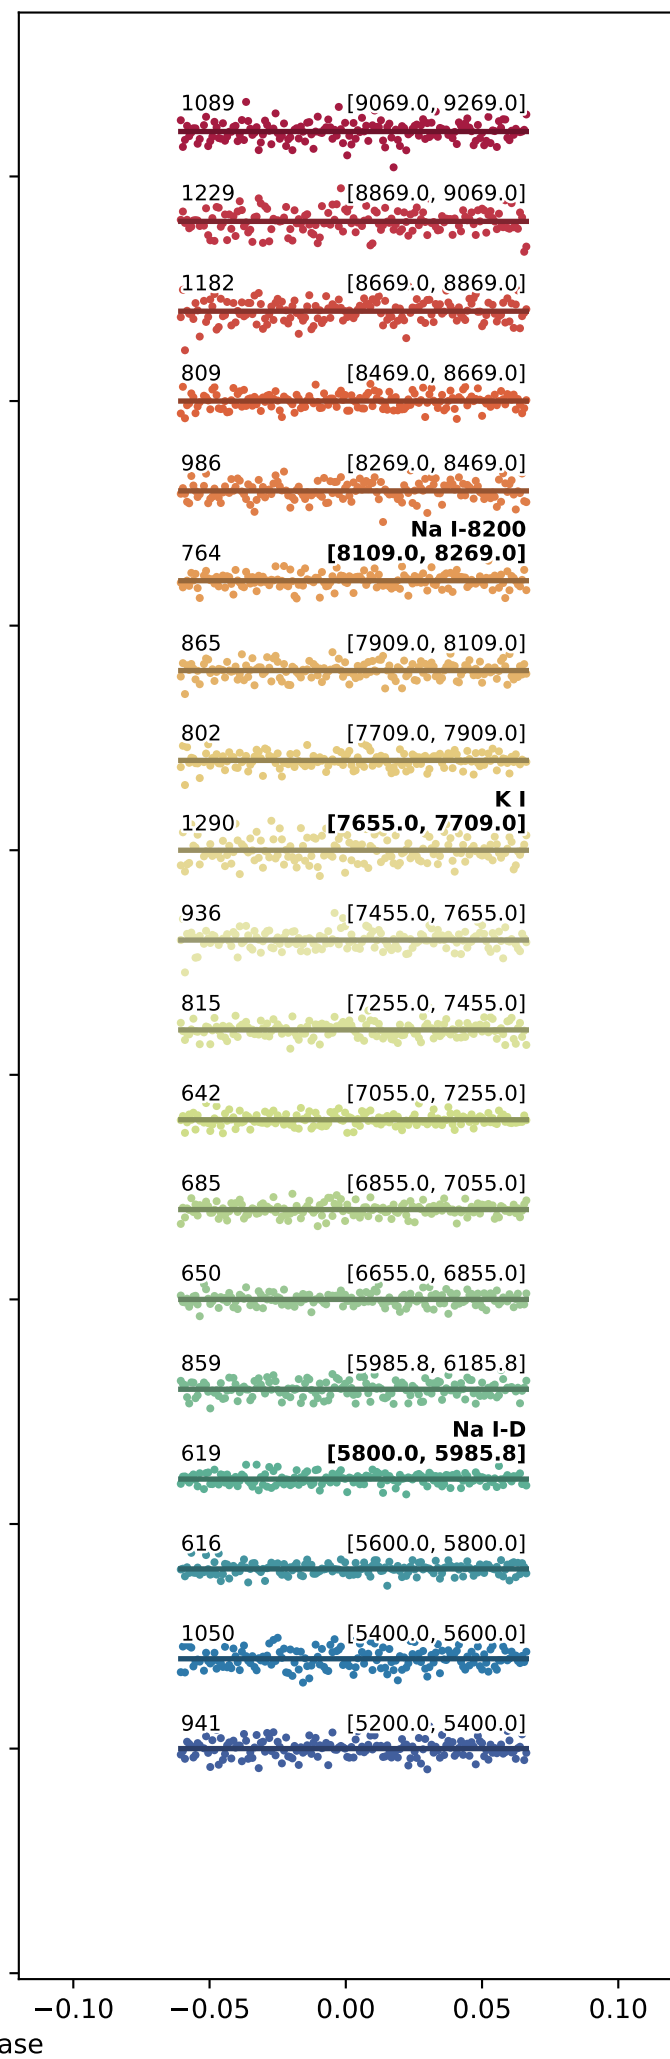 1089 [9069.0, 9269.0]
1229 [8869.0, 9069.0]
1182 [8669.0, 8869.0]
809 [8469.0, 8669.0]
986 [8269.0, 8469.0]
Na I-8200
764 [8109.0, 8269.0]
865 [7909.0, 8109.0]
802 [7709.0, 7909.0]
K I
1290 [7655.0, 7709.0]
936 [7455.0, 7655.0]
815 [7255.0, 7455.0]
642 [7055.0, 7255.0]
685 [6855.0, 7055.0]
650 [6655.0, 6855.0]
859 [5985.8, 6185.8]
Na I-D
619 [5800.0, 5985.8]
616 [5600.0, 5800.0]
1050 [5400.0, 5600.0]
941 [5200.0, 5400.0]
−0.10 −0.05 0.00 0.05 0.10
ase